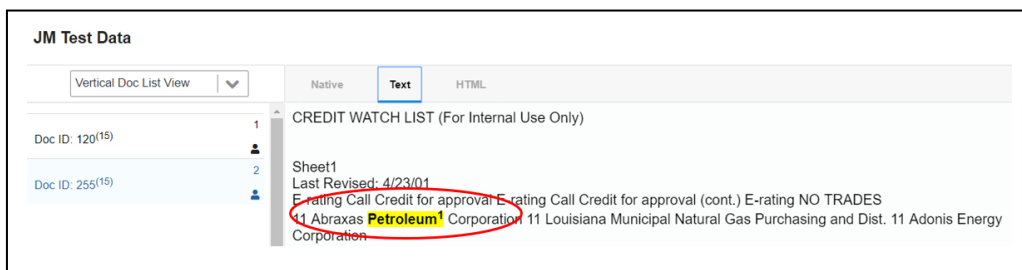 JM Test Data
Vertical Doc List View
Native Text HTML
Doc ID: 120(15) 1
Doc ID: 255(15) 2
CREDIT WATCH LIST (For Internal Use Only)
Sheet1
Last Revised: 4/23/01
E-rating Call Credit for approval E-rating Call Credit for approval (cont.) E-rating NO TRADES
11 Abraxas Petroleum1 Corporation 11 Louisiana Municipal Natural Gas Purchasing and Dist. 11 Adonis Energy
Corporation